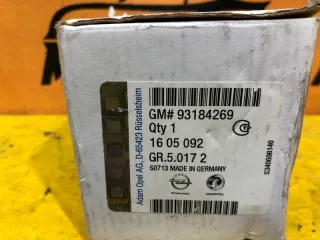 GM# 93184269
Qty 1
16 05 092
GR.5.017 2
50713 MADE IN GERMANY
Adam Opel AG, D-65423 Rüsselsheim